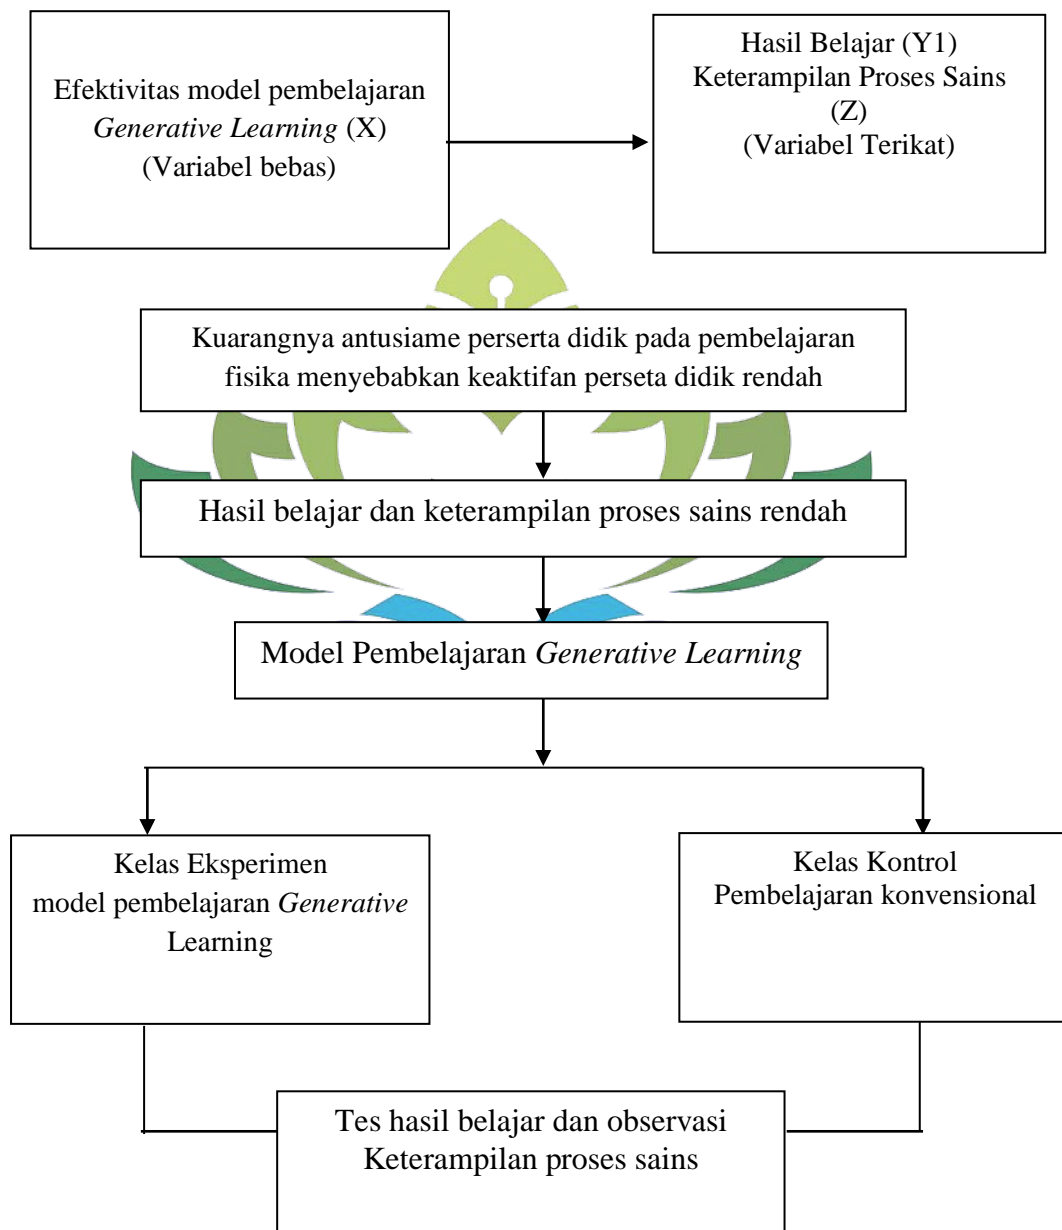 Efektivitas model pembelajaran
Generative Learning (X)
(Variabel bebas)
Hasil Belajar (Y1)
Keterampilan Proses Sains
(Z)
(Variabel Terikat)
Kuarangnya antusiame perserta didik pada pembelajaran
fisika menyebabkan keaktifan perseta didik rendah
Hasil belajar dan keterampilan proses sains rendah
Model Pembelajaran Generative Learning
Kelas Eksperimen
model pembelajaran Generative
Learning
Kelas Kontrol
Pembelajaran konvensional
Tes hasil belajar dan observasi
Keterampilan proses sains